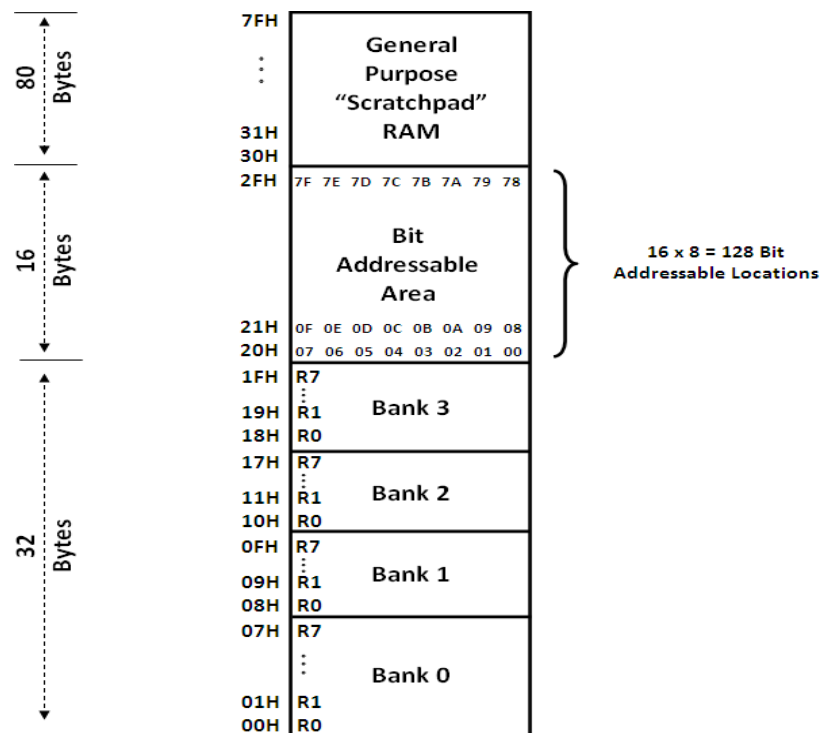 7FH
General
Purpose
“Scratchpad”
RAM
80
Bytes
31H
30H
2FH 7F 7E 7D 7C 7B 7A 79 78
16
Bytes
Bit
Addressable
Area
16 x 8 = 128 Bit
Addressable Locations
21H 0F 0E 0D 0C 0B 0A 09 08
20H 07 06 05 04 03 02 01 00
1FH R7
Bank 3
19H R1
18H R0
17H R7
Bank 2
11H R1
10H R0
32
Bytes
0FH R7
Bank 1
09H R1
08H R0
07H R7
Bank 0
01H R1
00H R0